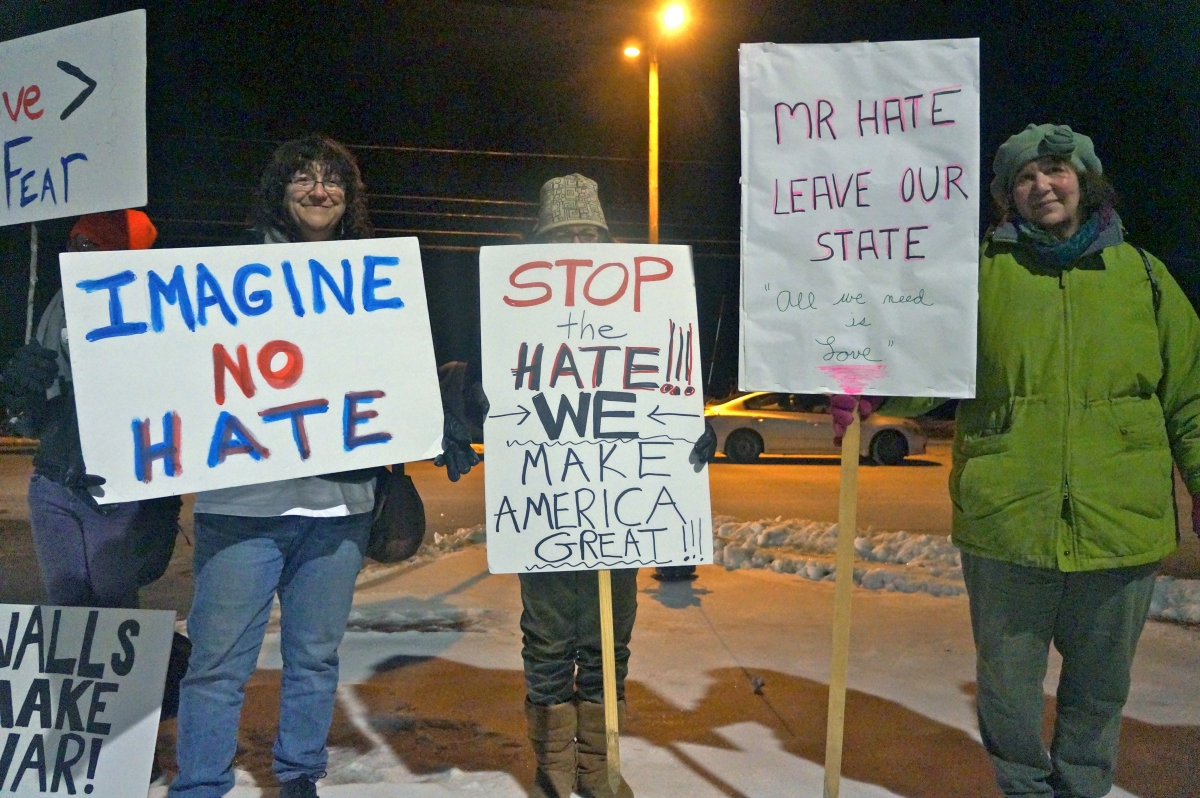 ve >
FEAr
IMAGINE
NO
HATE
STOP
the
HATE!!!
→ WE ←
MAKE
AMERICA
GREAT!!!
MR HATE
LEAVE OUR
STATE
"All we need
is
Love"
WALLS
MAKE
WAR!